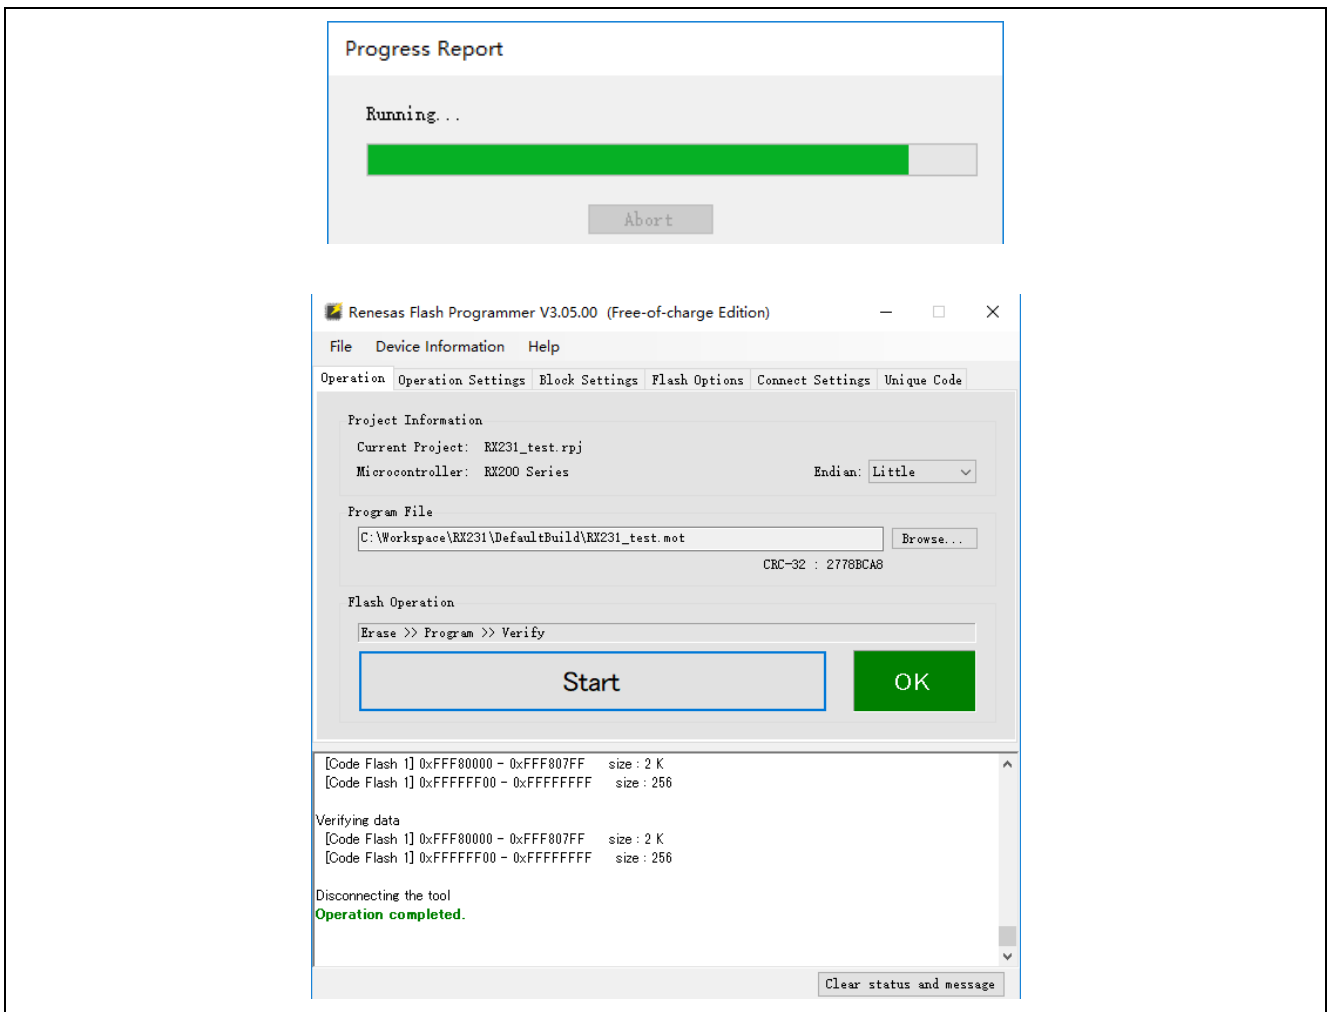 Progress Report
Running...
Abort
Renesas Flash Programmer V3.05.00 (Free-of-charge Edition)
File Device Information Help
Operation Operation Settings Block Settings Flash Options Connect Settings Unique Code
Project Information
Current Project: RX231_test.rpj
Microcontroller: RX200 Series Endian: Little
Program File
C:\Workspace\RX231\DefaultBuild\RX231_test.mot Browse...
CRC-32 : 2778BCA8
Flash Operation
Erase >> Program >> Verify
Start OK
[Code Flash 1] 0xFFF80000 - 0xFFF807FF size : 2 K
[Code Flash 1] 0xFFFFFF00 - 0xFFFFFFFF size : 256
Verifying data
[Code Flash 1] 0xFFF80000 - 0xFFF807FF size : 2 K
[Code Flash 1] 0xFFFFFF00 - 0xFFFFFFFF size : 256
Disconnecting the tool
Operation completed.
Clear status and message